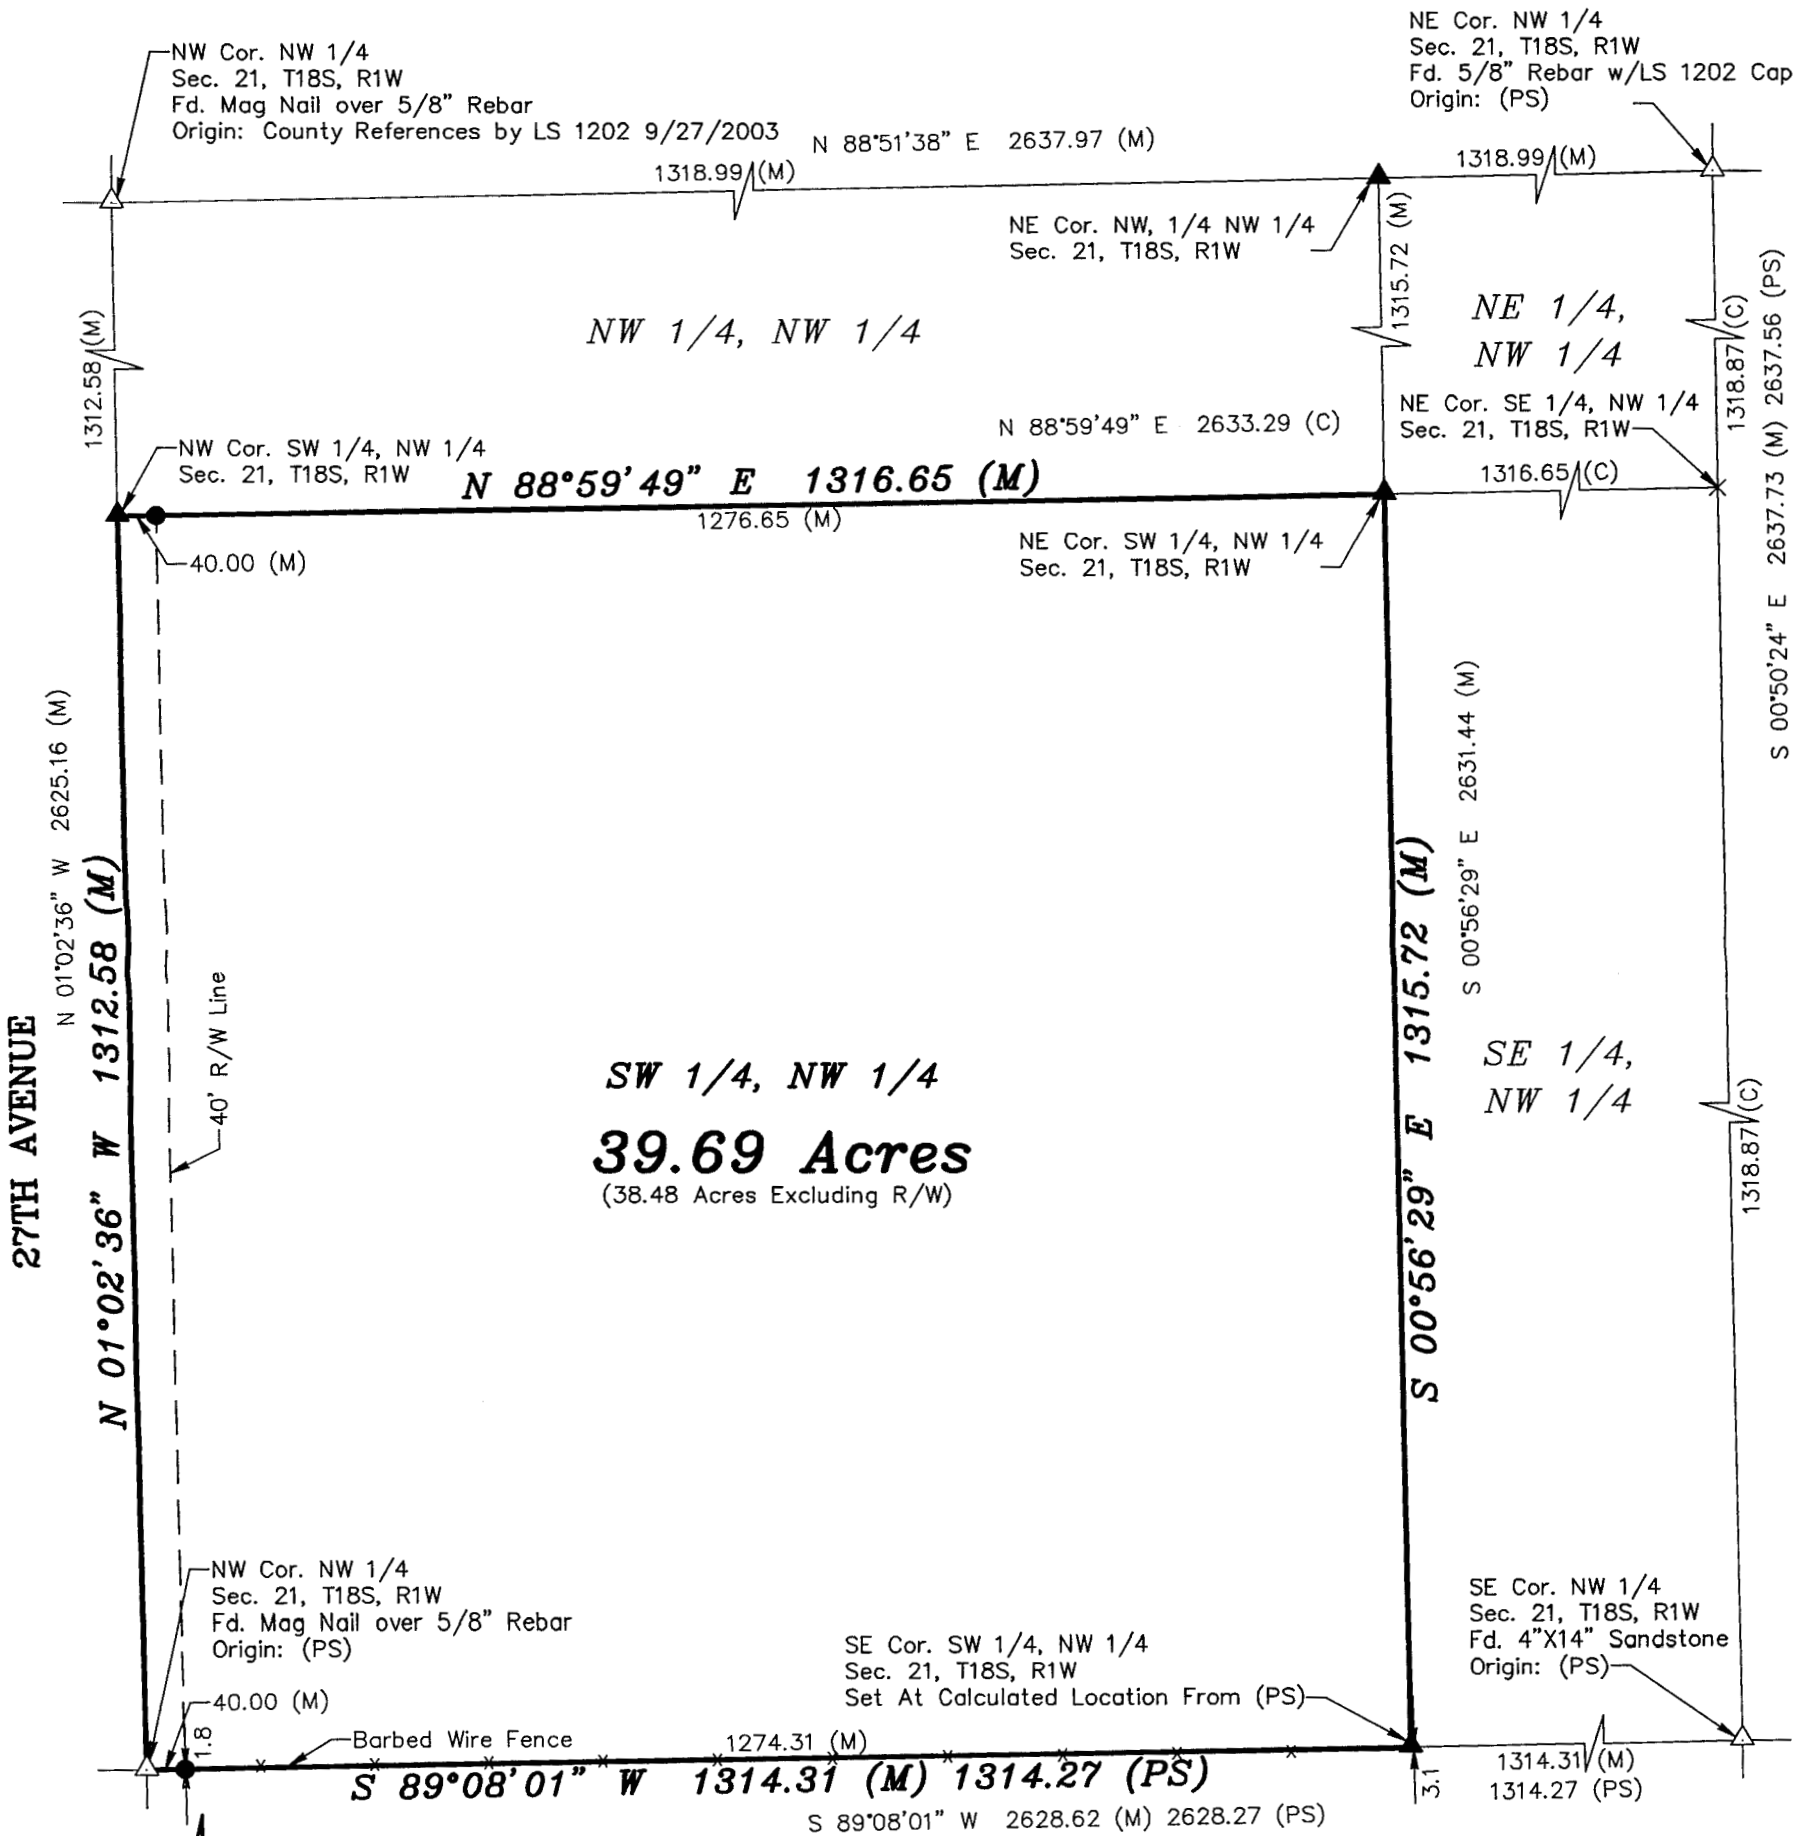 NW Cor. NW 1/4
Sec. 21, T18S, R1W
Fd. Mag Nail over 5/8" Rebar
Origin: County References by LS 1202 9/27/2003
NE Cor. NW 1/4
Sec. 21, T18S, R1W
Fd. 5/8" Rebar w/LS 1202 Cap
Origin: (PS)
N 88°51'38" E 2637.97 (M)
1318.99 (M)
1318.99 (M)
NE Cor. NW, 1/4 NW 1/4
Sec. 21, T18S, R1W
1312.58 (M)
1315.72 (M)
1318.87 (C)
S 00°50'24" E 2637.73 (M) 2637.56 (PS)
NW 1/4, NW 1/4
NE 1/4,
NW 1/4
NE Cor. SE 1/4, NW 1/4
Sec. 21, T18S, R1W
N 88°59'49" E 2633.29 (C)
NW Cor. SW 1/4, NW 1/4
Sec. 21, T18S, R1W
N 88°59'49" E 1316.65 (M)
1316.65 (C)
1276.65 (M)
40.00 (M)
NE Cor. SW 1/4, NW 1/4
Sec. 21, T18S, R1W
27TH AVENUE
N 01°02'36" W 2625.16 (M)
N 01°02'36" W 1312.58 (M)
40' R/W Line
S 00°56'29" E 1315.72 (M)
S 00°56'29" E 2631.44 (M)
SW 1/4, NW 1/4
39.69 Acres
(38.48 Acres Excluding R/W)
SE 1/4,
NW 1/4
1318.87 (C)
NW Cor. NW 1/4
Sec. 21, T18S, R1W
Fd. Mag Nail over 5/8" Rebar
Origin: (PS)
SE Cor. SW 1/4, NW 1/4
Sec. 21, T18S, R1W
Set At Calculated Location From (PS)
SE Cor. NW 1/4
Sec. 21, T18S, R1W
Fd. 4"X14" Sandstone
Origin: (PS)
40.00 (M)
1.8
Barbed Wire Fence
1274.31 (M)
S 89°08'01" W 1314.31 (M) 1314.27 (PS)
3.1
1314.31 (M)
1314.27 (PS)
S 89°08'01" W 2628.62 (M) 2628.27 (PS)